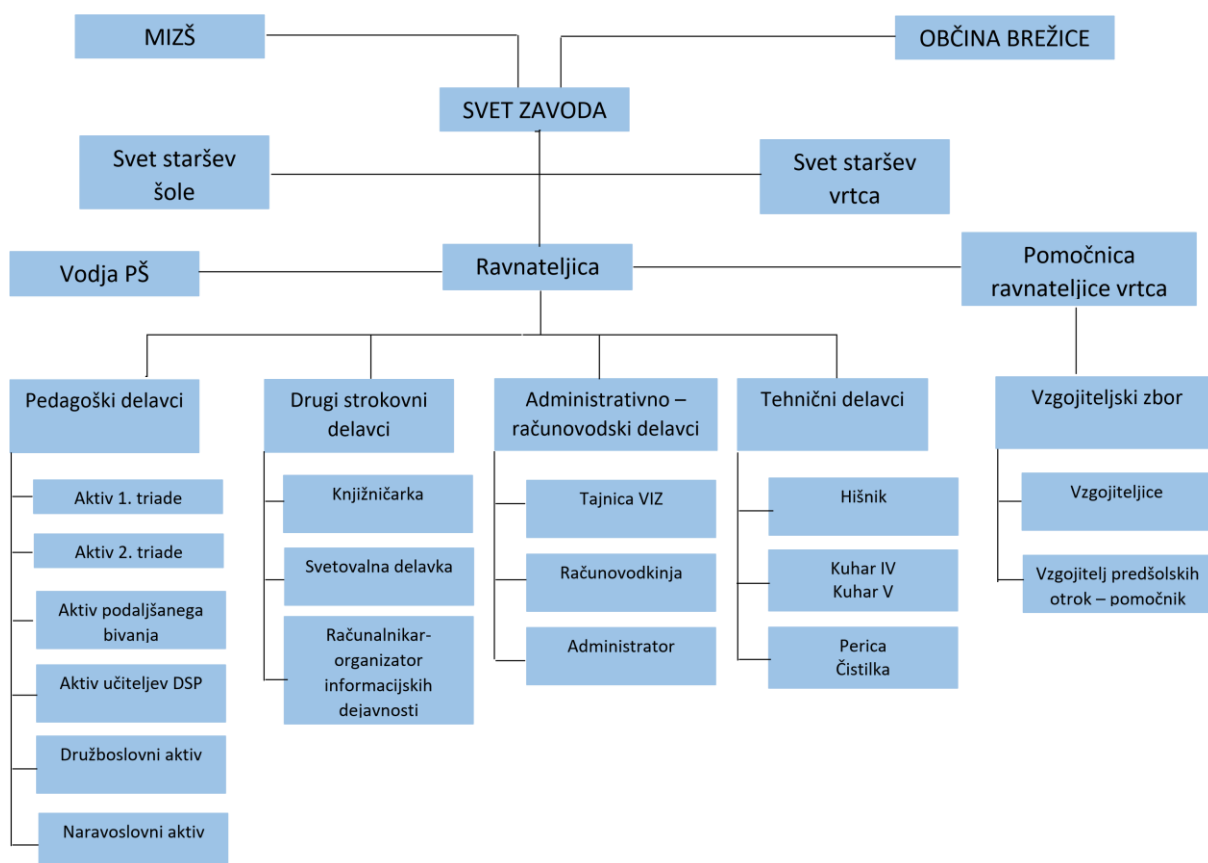 MIZŠ
OBČINA BREŽICE
SVET ZAVODA
Svet staršev
šole
Svet staršev
vrtca
Vodja PŠ
Ravnateljica
Pomočnica
ravnateljice vrtca
Pedagoški delavci
Aktiv 1. triade
Aktiv 2. triade
Aktiv podaljšanega
bivanja
Aktiv učiteljev DSP
Družboslovni aktiv
Naravoslovni aktiv
Drugi strokovni
delavci
Knjižničarka
Svetovalna delavka
Računalnikar-
organizator
informacijskih
dejavnosti
Administrativno –
računovodski delavci
Tajnica VIZ
Računovodkinja
Administrator
Tehnični delavci
Hišnik
Kuhar IV
Kuhar V
Perica
Čistilka
Vzgojiteljski zbor
Vzgojiteljice
Vzgojitelj predšolskih
otrok – pomočnik